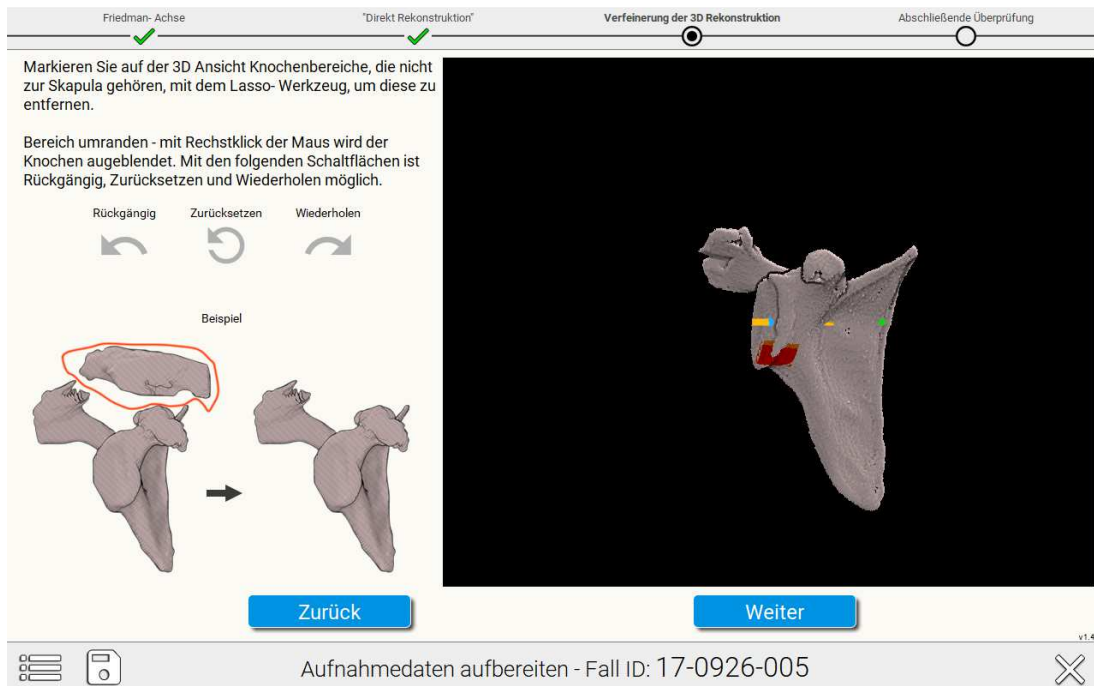 Friedman- Achse
"Direkt Rekonstruktion"
Verfeinerung der 3D Rekonstruktion
Abschließende Überprüfung
Markieren Sie auf der 3D Ansicht Knochenbereiche, die nicht
zur Skapula gehören, mit dem Lasso- Werkzeug, um diese zu
entfernen.
Bereich umranden - mit Rechstklick der Maus wird der
Knochen augeblendet. Mit den folgenden Schaltflächen ist
Rückgängig, Zurücksetzen und Wiederholen möglich.
Rückgängig
Zurücksetzen
Wiederholen
Beispiel
Zurück
Weiter
v1.4
Aufnahmedaten aufbereiten - Fall ID: 17-0926-005